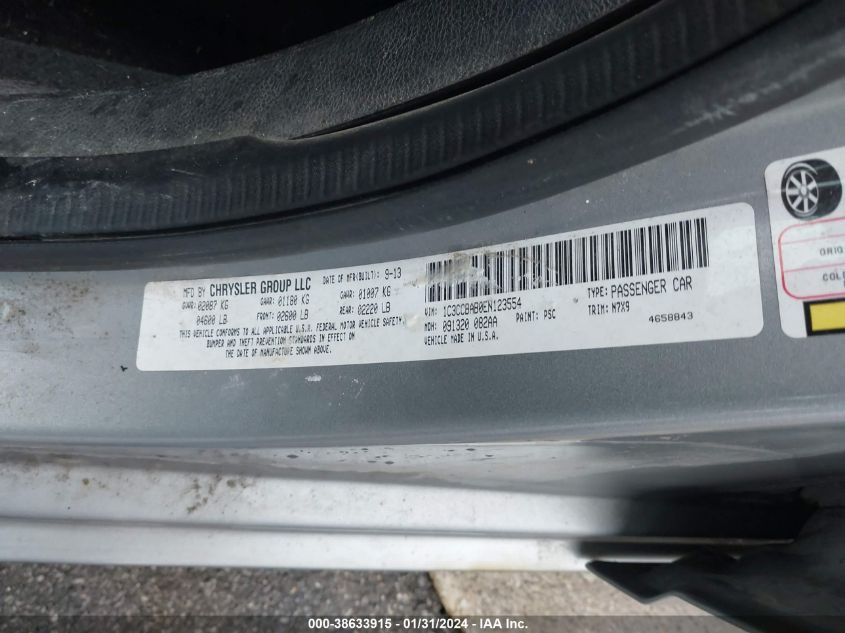 MFD BY CHRYSLER GROUP LLC DATE OF MFR(BUILT): 9-13
GVWR: 02087 KG GAWR: 01180 KG GAWR: 01007 KG
04600 LB FRONT: 02600 LB REAR: 02220 LB
THIS VEHICLE CONFORMS TO ALL APPLICABLE U.S.A. FEDERAL MOTOR VEHICLE SAFETY,
BUMPER AND THEFT PREVENTION STANDARDS IN EFFECT ON
THE DATE OF MANUFACTURE SHOWN ABOVE.
VIN: 1C3CCBAB0EN123554 TYPE: PASSENGER CAR
MDH: 091320 082AA PAINT: PSC TRIM: M7X9
VEHICLE MADE IN U.S.A. 4658843
ORIG
COL
000-38633915 - 01/31/2024 - IAA Inc.